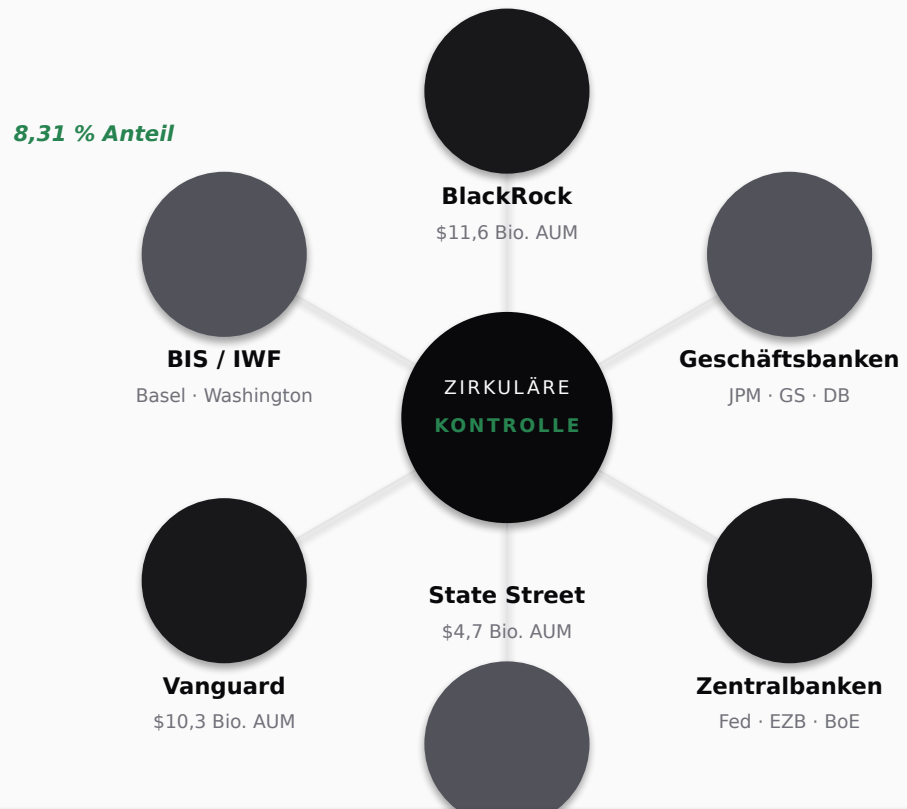 8,31 % Anteil
BlackRock
$11,6 Bio. AUM
BIS / IWF
Basel · Washington
Geschäftsbanken
JPM · GS · DB
ZIRKULÄRE
KONTROLLE
State Street
$4,7 Bio. AUM
Vanguard
$10,3 Bio. AUM
Zentralbanken
Fed · EZB · BoE